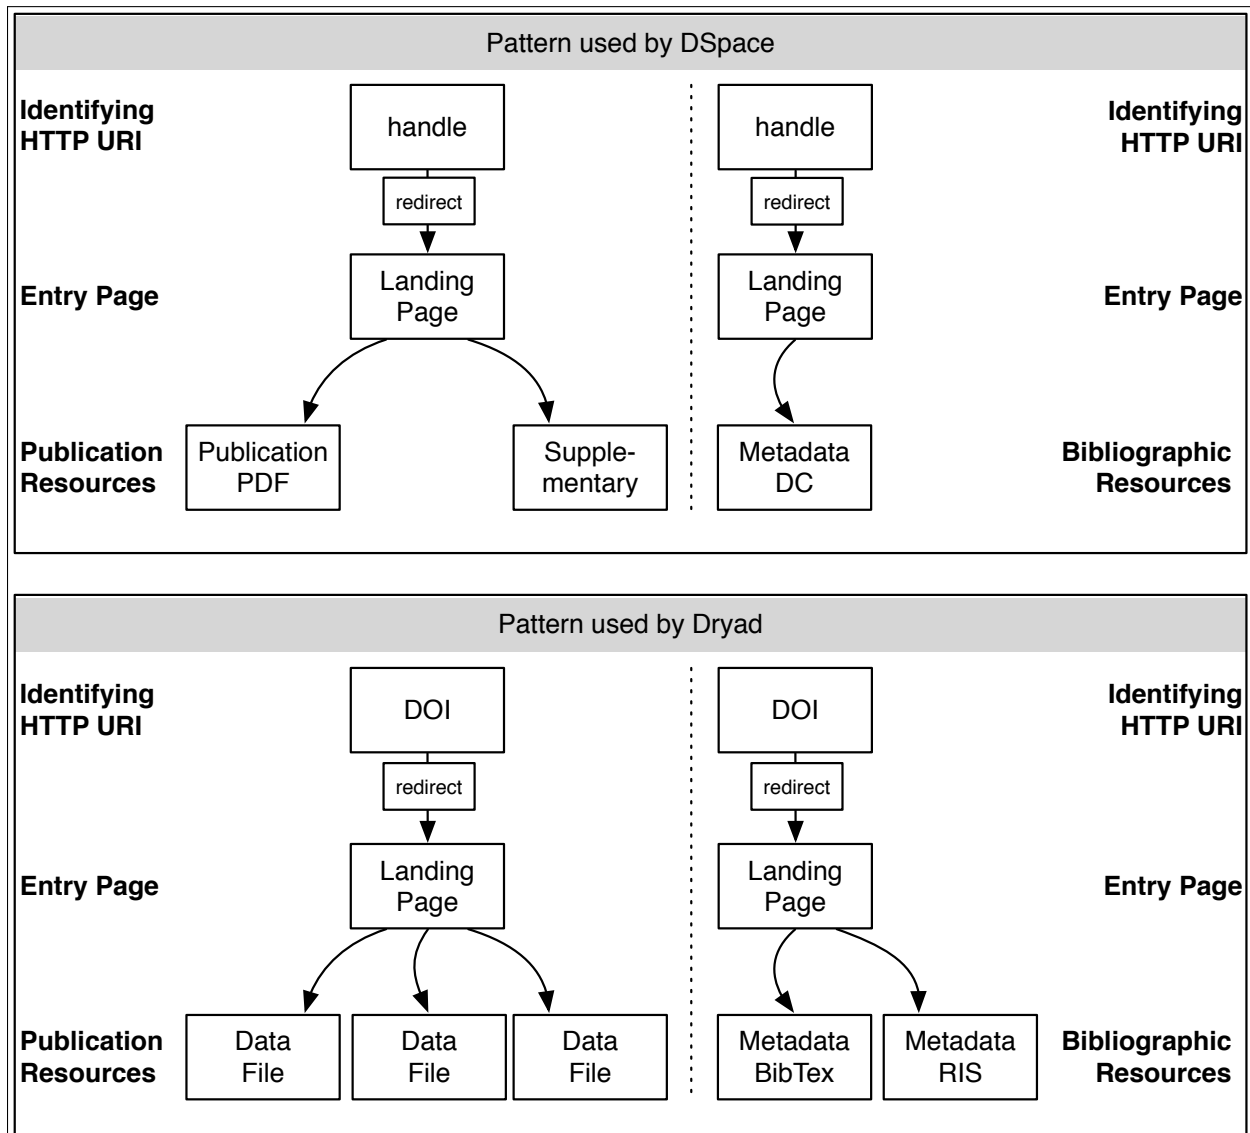 Pattern used by DSpace
Identifying
HTTP URI
handle
handle
Identifying
HTTP URI
redirect
redirect
Entry Page
Landing
Page
Landing
Page
Entry Page
Publication
Resources
Publication
PDF
Supple-
mentary
Metadata
DC
Bibliographic
Resources
Pattern used by Dryad
Identifying
HTTP URI
DOI
DOI
Identifying
HTTP URI
redirect
redirect
Entry Page
Landing
Page
Landing
Page
Entry Page
Publication
Resources
Data
File
Data
File
Data
File
Metadata
BibTex
Metadata
RIS
Bibliographic
Resources